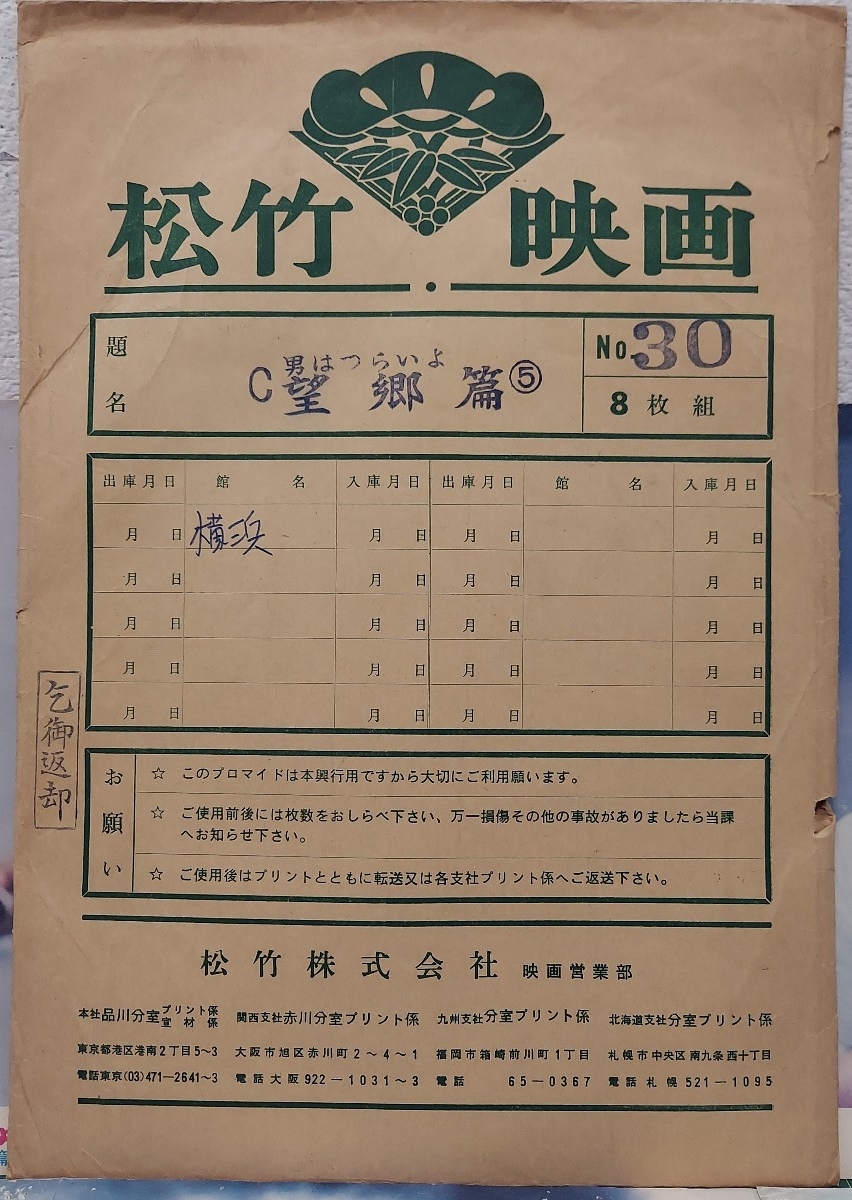 松竹 映画
題名
男はつらいよ
C望郷篇⑤
No.30
8枚組
出庫月日 館名 入庫月日 出庫月日 館名 入庫月日
月 日 横浜 月 日 月 日 月 日
月 日 月 日 月 日 月 日
月 日 月 日 月 日 月 日
月 日 月 日 月 日 月 日
月 日 月 日 月 日 月 日
乞御返却
お願い
☆ このプロマイドは本興行用ですから大切にご利用願います。
☆ ご使用前後には枚数をおしらべ下さい、万一損傷その他の事故がありましたら当課
へお知らせ下さい。
☆ ご使用後はプリントとともに転送又は各支社プリント係へご返送下さい。
松竹株式会社 映画営業部
本社品川分室プリント係宣材係
東京都港区港南2丁目5~3
電話東京(03)471-2641~3
関西支社赤川分室プリント係
大阪市旭区赤川町2~4~1
電話大阪922-1031~3
九州支社分室プリント係
福岡市箱崎前川町1丁目
電話 65-0367
北海道支社分室プリント係
札幌市中央区南九条西十丁目
電話札幌521-1095